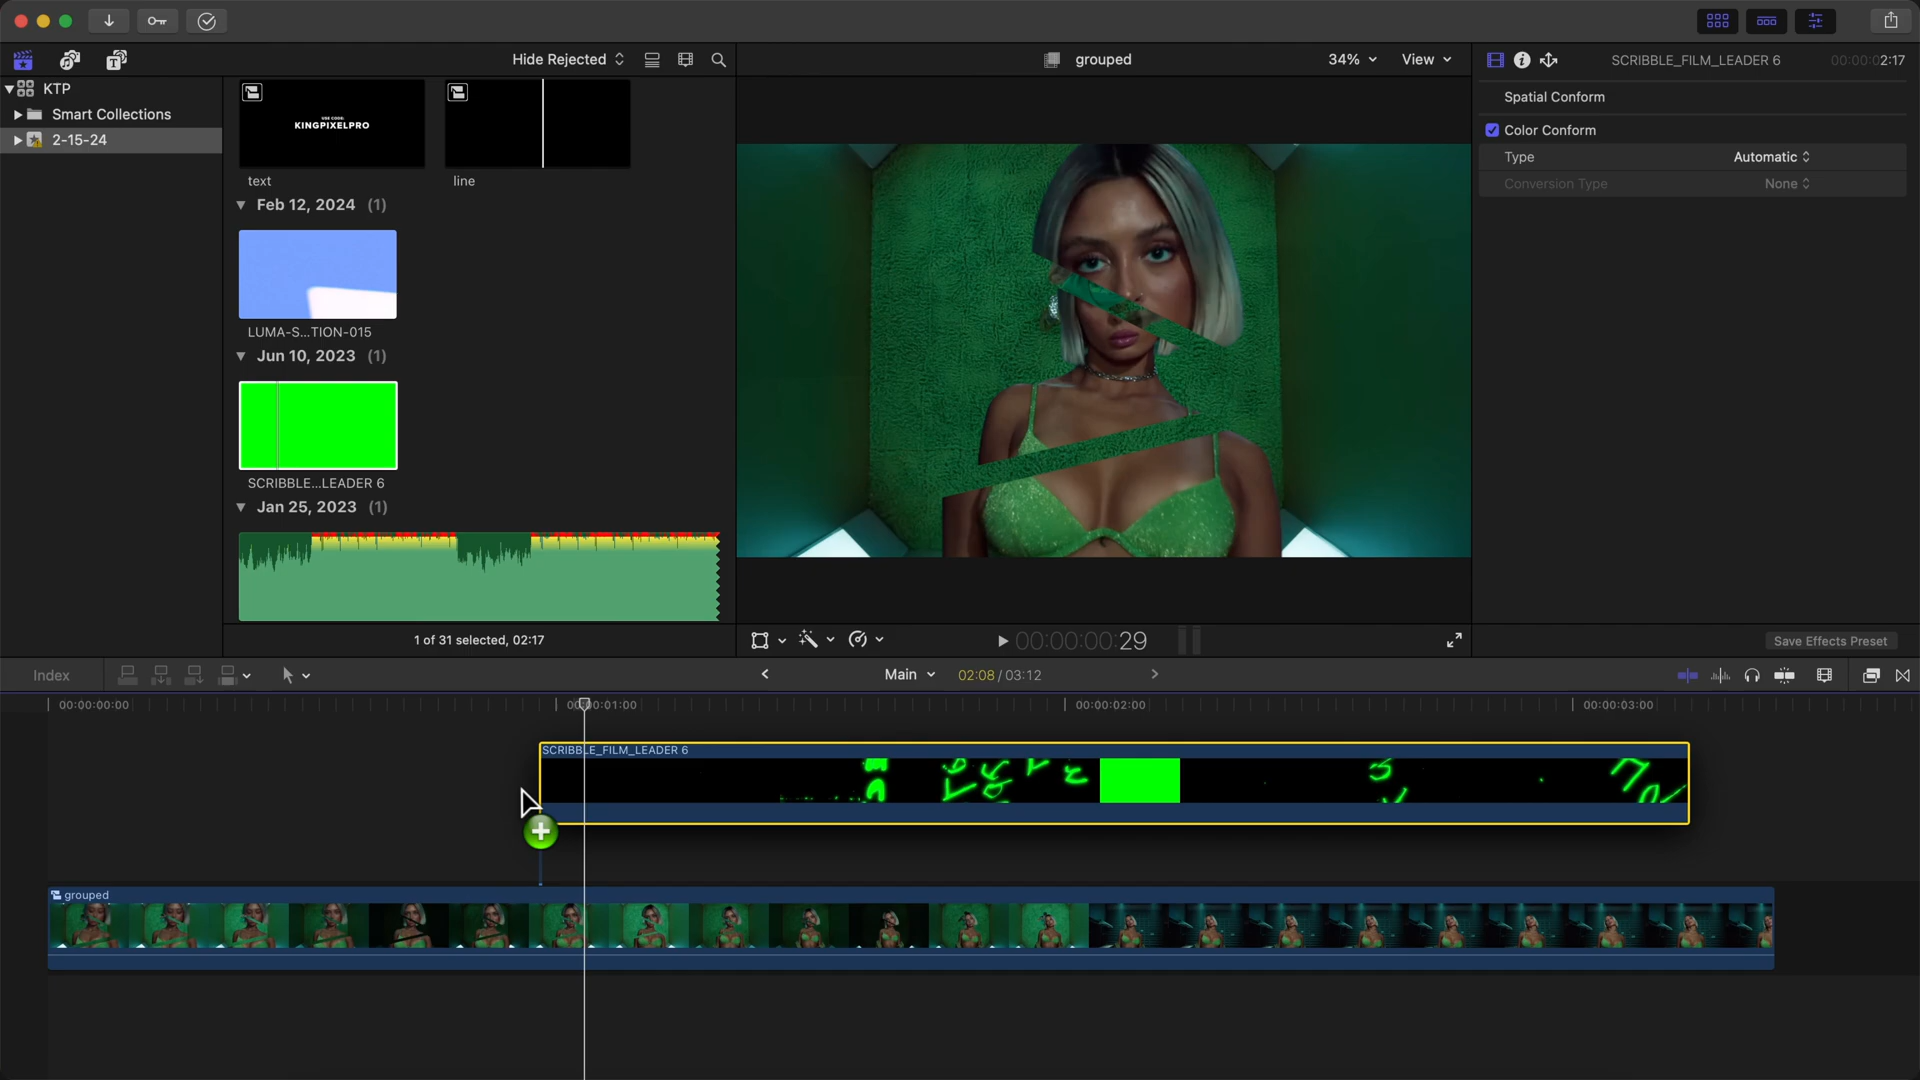 Hide Rejected
grouped
34%
View
SCRIBBLE_FILM_LEADER 6
00:00:02:17
KTP
Smart Collections
2-15-24
USE CODE:
KINGPIXELPRO
text
line
Feb 12, 2024 (1)
LUMA-S...TION-015
Jun 10, 2023 (1)
SCRIBBLE...LEADER 6
Jan 25, 2023 (1)
1 of 31 selected, 02:17
Spatial Conform
Color Conform
Type
Automatic
Conversion Type
None
00:00:00:29
Save Effects Preset
Index
Main
02:08 / 03:12
00:00:00:00
00:00:01:00
00:00:02:00
00:00:03:00
SCRIBBLE_FILM_LEADER 6
grouped